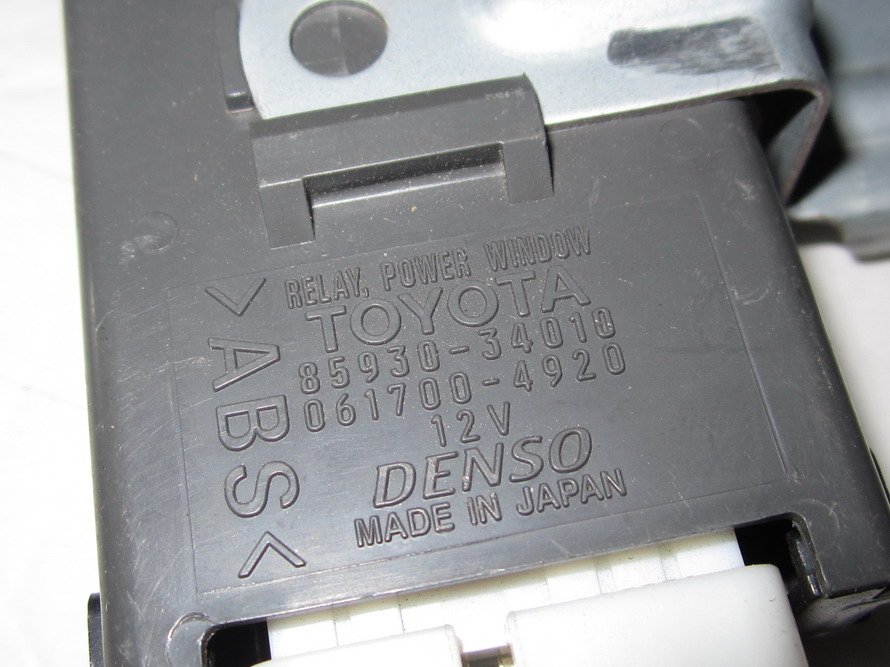 RELAY, POWER WINDOW
TOYOTA
85930-34010
061700-4920
12V
DENSO
MADE IN JAPAN
>ABS<